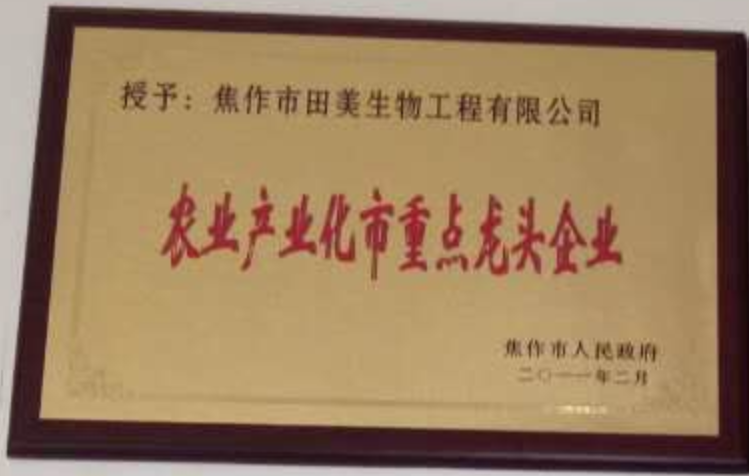 授予：焦作市田美生物工程有限公司
农业产业化市重点龙头企业
焦作市人民政府
二〇一一年二月